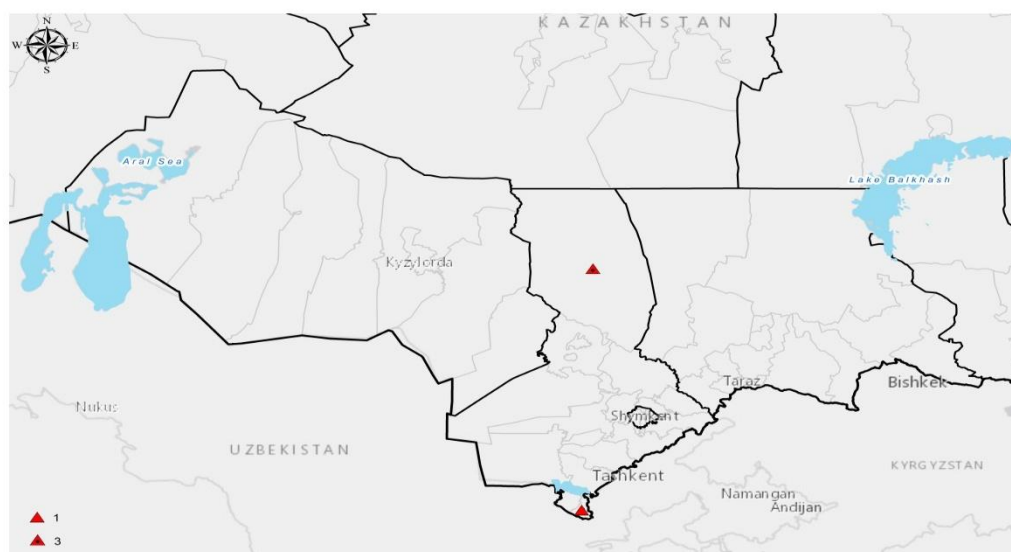 KAZAKHSTAN
N
W E
S
Aral Sea
Lake Balkhash
Kyzylorda
Taraz
Bishkek
Nukus
Shymkent
UZBEKISTAN
KYRGYZSTAN
Tashkent
Namangan
Andijan
1
3